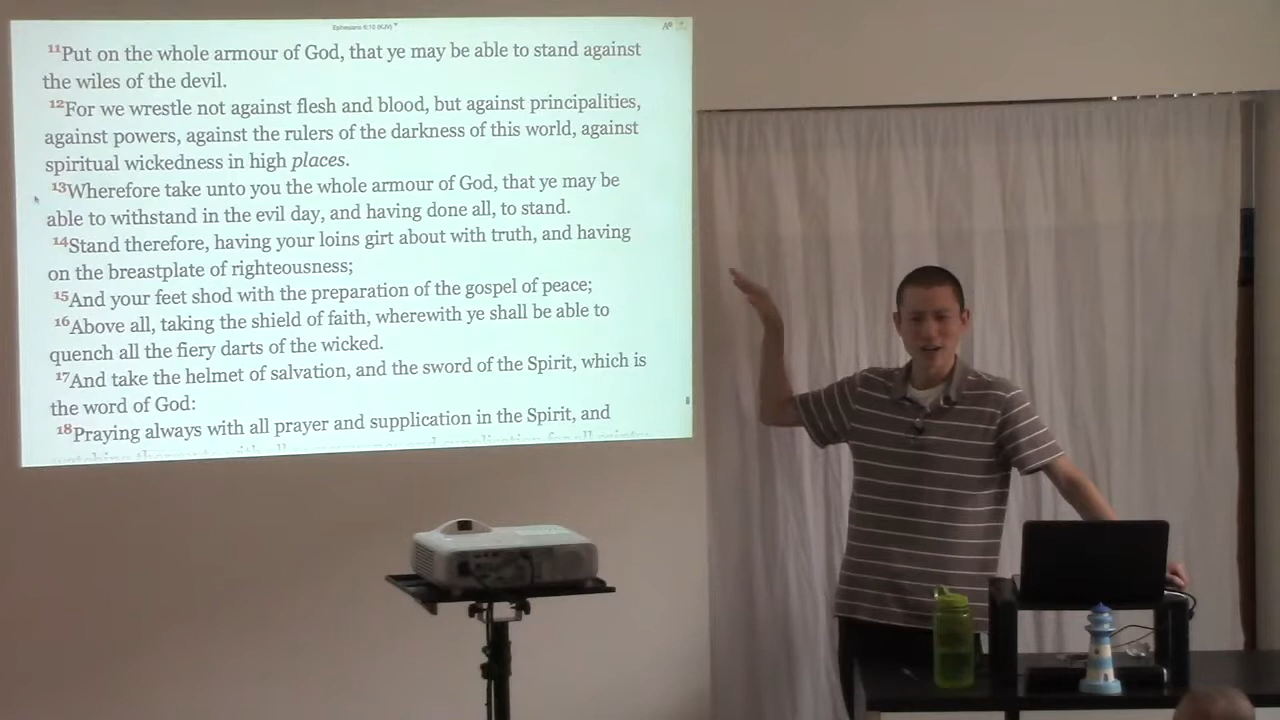 Ephesians 6:10 (KJV)
11Put on the whole armour of God, that ye may be able to stand against
the wiles of the devil.
12For we wrestle not against flesh and blood, but against principalities,
against powers, against the rulers of the darkness of this world, against
spiritual wickedness in high places.
13Wherefore take unto you the whole armour of God, that ye may be
able to withstand in the evil day, and having done all, to stand.
14Stand therefore, having your loins girt about with truth, and having
on the breastplate of righteousness;
15And your feet shod with the preparation of the gospel of peace;
16Above all, taking the shield of faith, wherewith ye shall be able to
quench all the fiery darts of the wicked.
17And take the helmet of salvation, and the sword of the Spirit, which is
the word of God:
18Praying always with all prayer and supplication in the Spirit, and